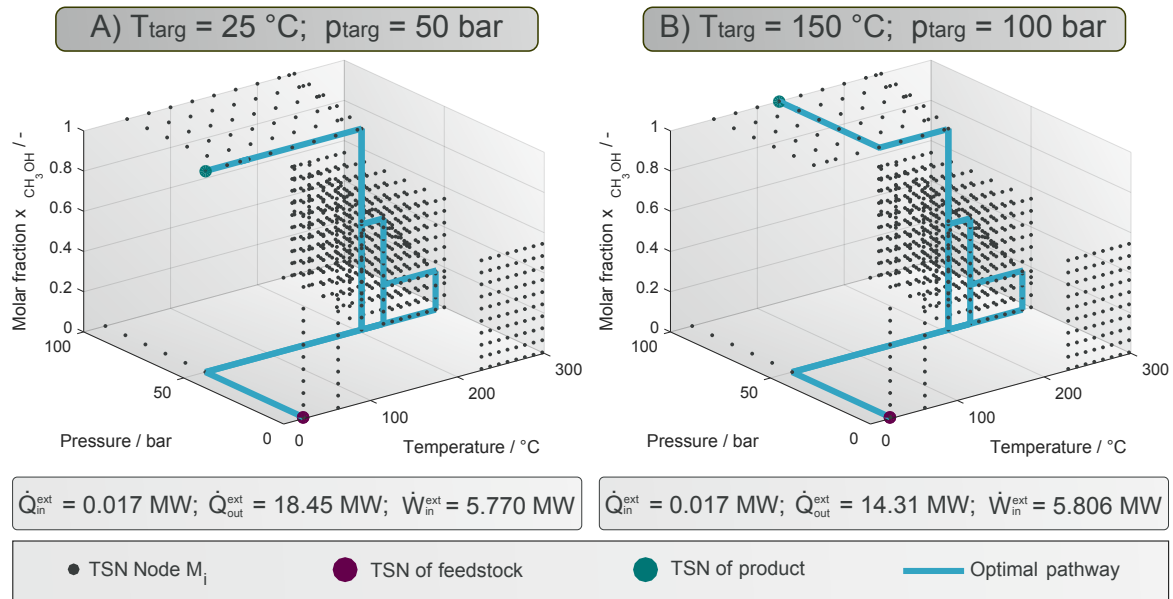 A) Ttarg = 25 °C; ptarg = 50 bar
B) Ttarg = 150 °C; ptarg = 100 bar
Molar fraction x CH3OH /-
1
0.8
0.6
0.4
0.2
0
100
50
0
Pressure / bar
0
100
200
300
Temperature / °C
Molar fraction x CH3OH /-
1
0.8
0.6
0.4
0.2
0
100
50
0
Pressure / bar
0
100
200
300
Temperature / °C
Q̇ext in = 0.017 MW; Q̇ext out = 18.45 MW; Ẇext in = 5.770 MW
Q̇ext in = 0.017 MW; Q̇ext out = 14.31 MW; Ẇext in = 5.806 MW
TSN Node Mi
TSN of feedstock
TSN of product
Optimal pathway